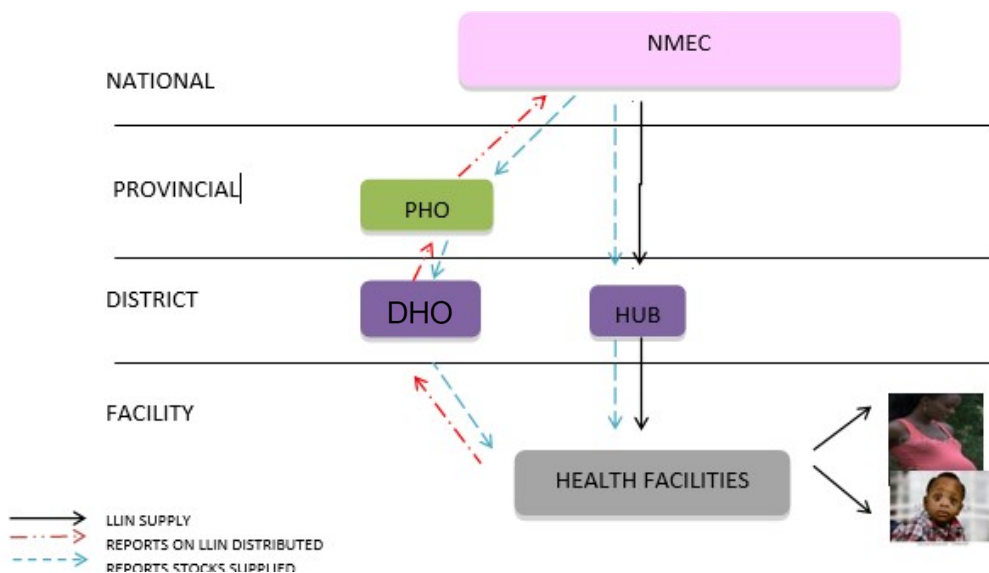 NMEC
NATIONAL
PROVINCIAL
PHO
DISTRICT
DHO
HUB
FACILITY
HEALTH FACILITIES
LLIN SUPPLY
REPORTS ON LLIN DISTRIBUTED
REPORTS STOCKS SUPPLIED